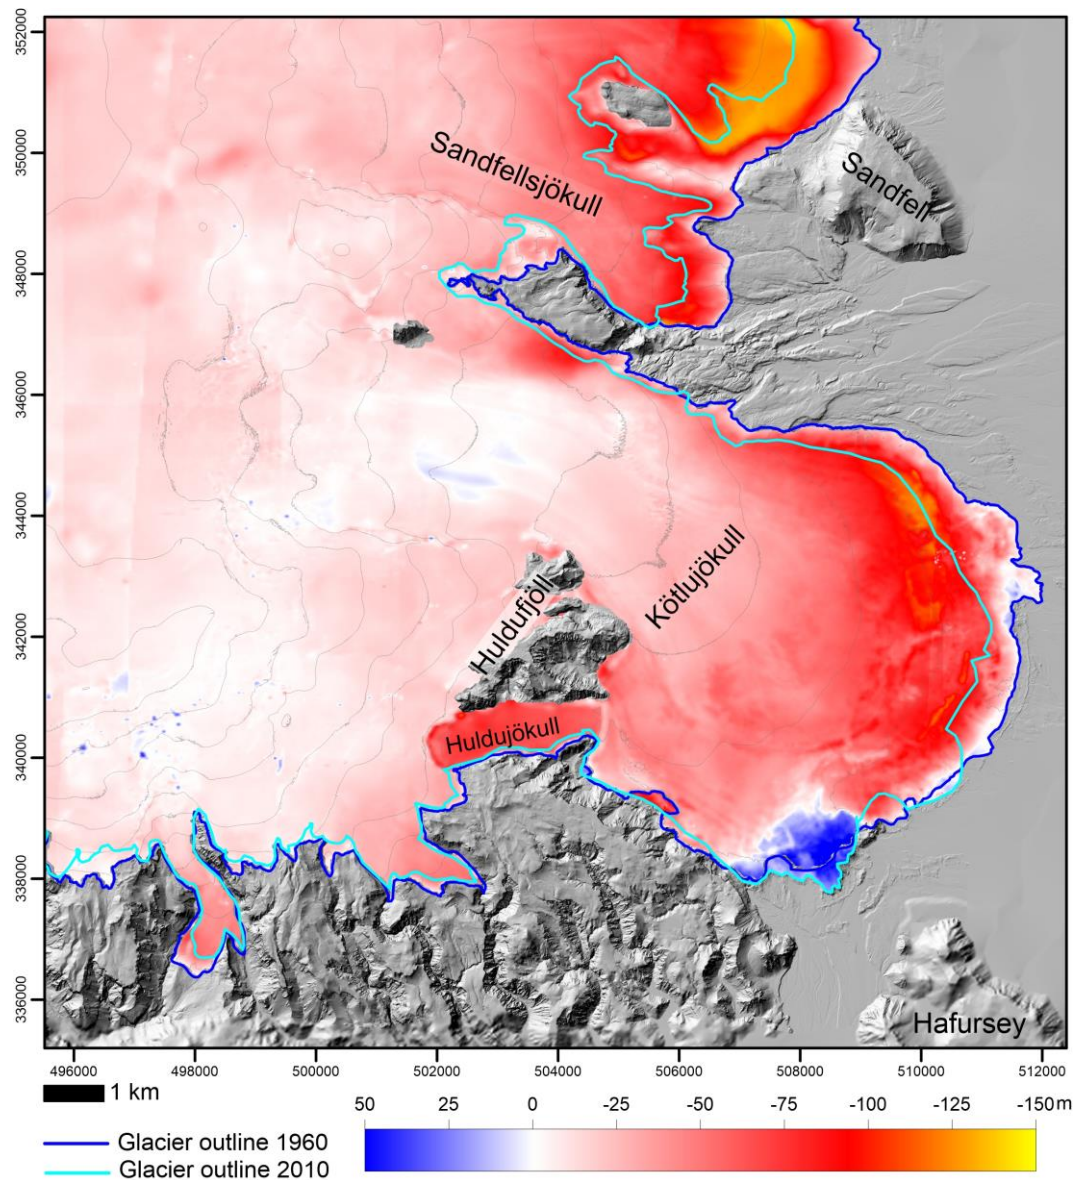 352000
350000
348000
346000
344000
342000
340000
338000
336000
Sandfellsjökull
Sandfell
Kötlujökull
Huldufjöll
Huldujökull
Hafursey
496000 498000 500000 502000 504000 506000 508000 510000 512000
1 km
50 25 0 -25 -50 -75 -100 -125 -150m
Glacier outline 1960
Glacier outline 2010